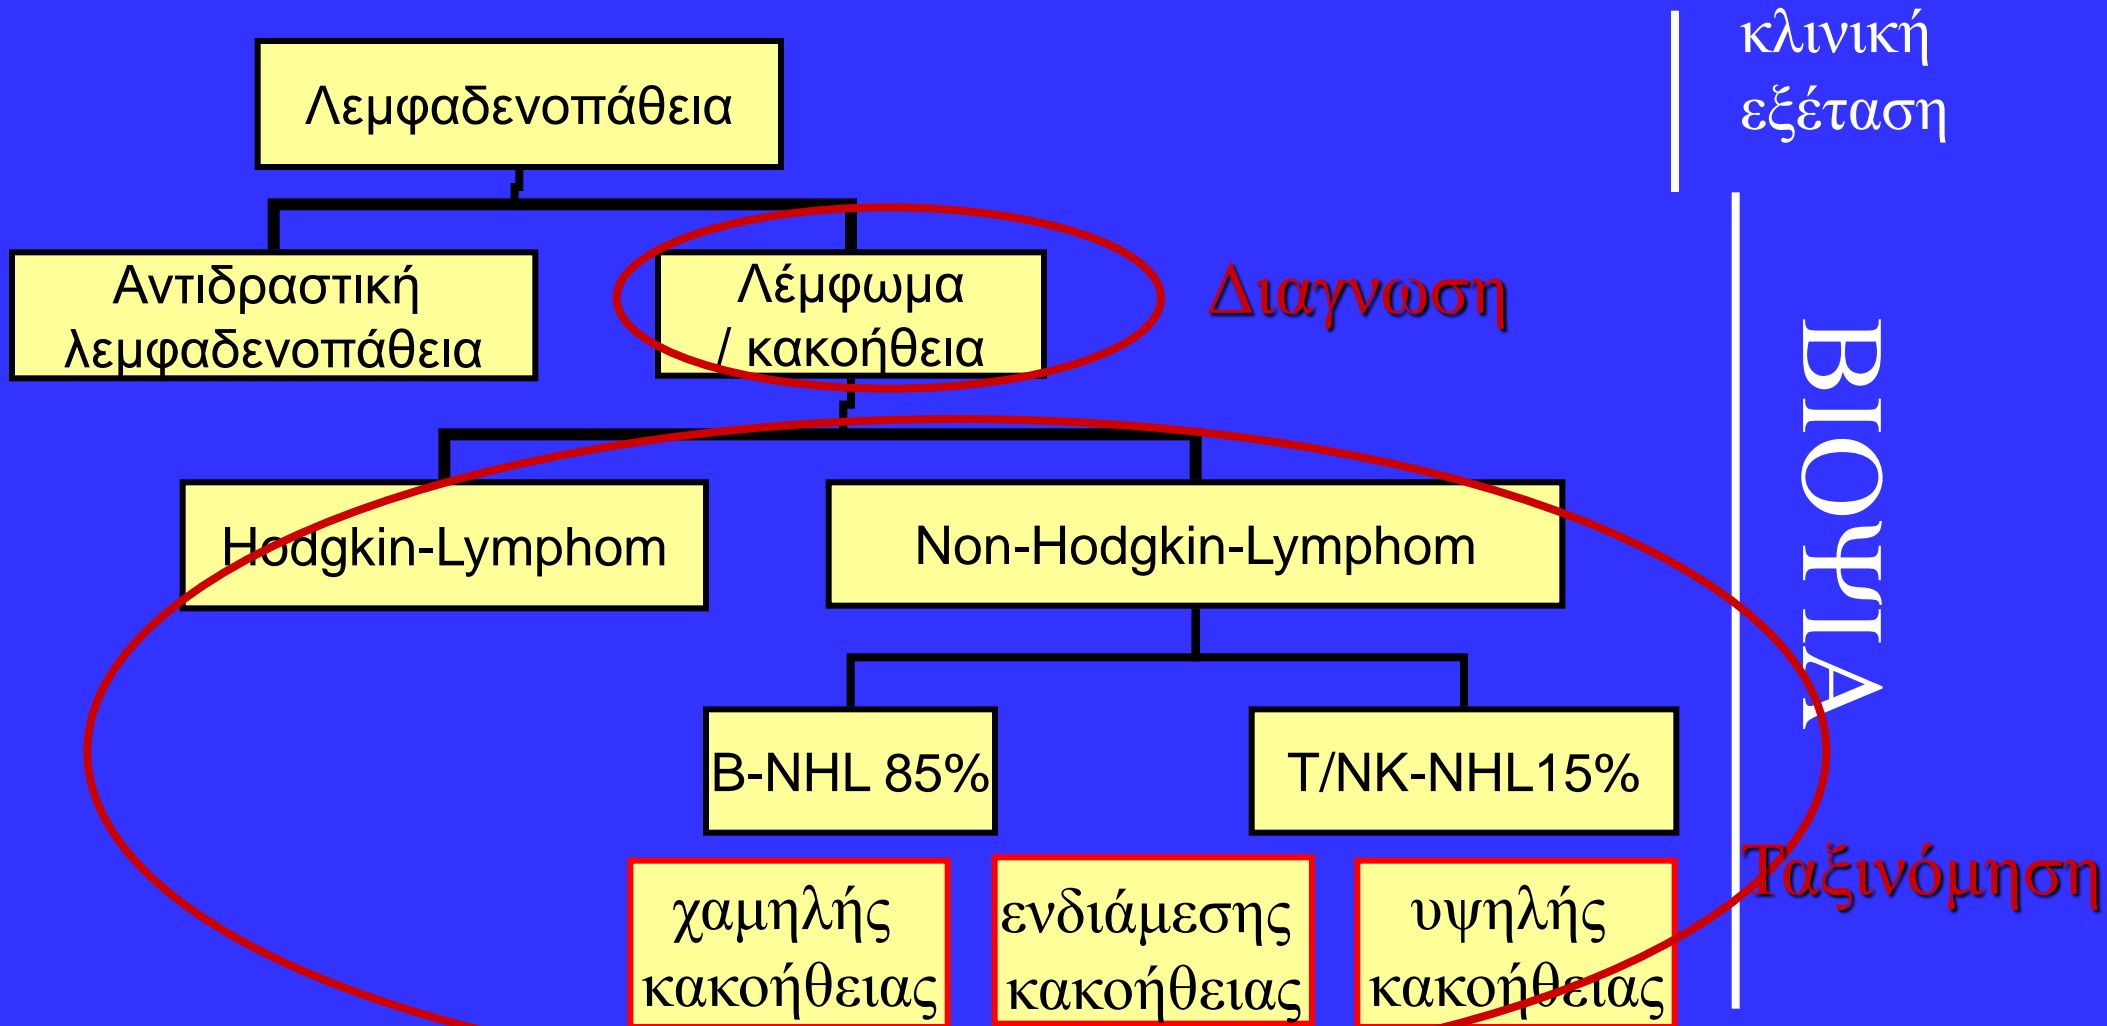 κλινική
εξέταση
Λεμφαδενοπάθεια
Αντιδραστική
λεμφαδενοπάθεια
Λέμφωμα
/ κακοήθεια
Διαγνωση
ΒΙΟΨΙΑ
Hodgkin-Lymphom
Non-Hodgkin-Lymphom
B-NHL 85%
T/NK-NHL15%
Ταξινόμηση
χαμηλής
κακοήθειας
ενδιάμεσης
κακοήθειας
υψηλής
κακοήθειας